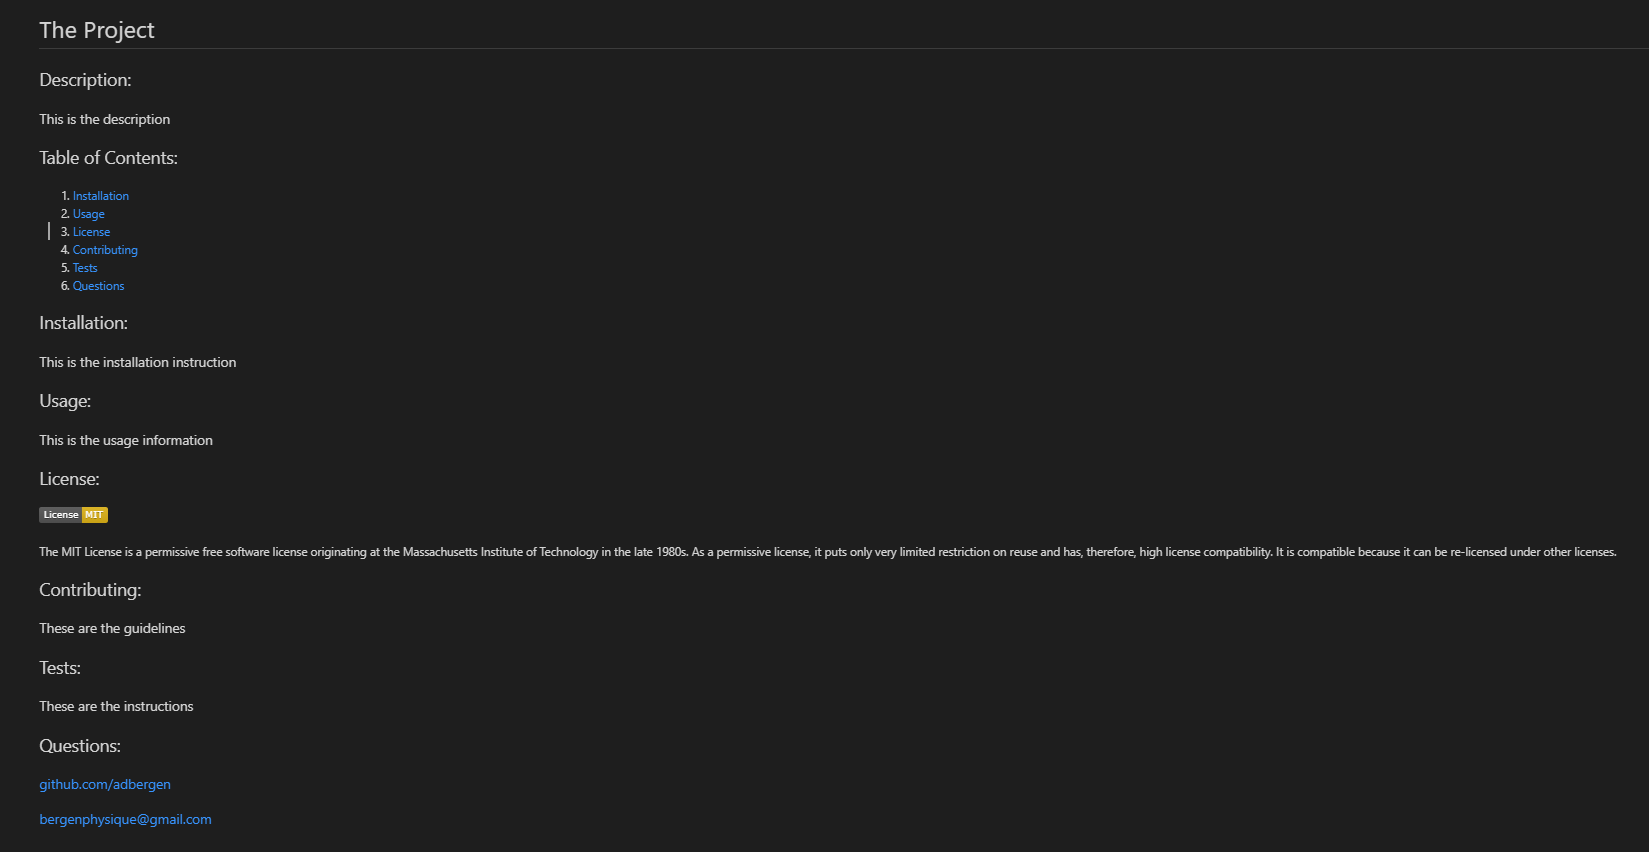 The Project
Description:
This is the description
Table of Contents:
1. Installation
2. Usage
3. License
4. Contributing
5. Tests
6. Questions
Installation:
This is the installation instruction
Usage:
This is the usage information
License:
License MIT
The MIT License is a permissive free software license originating at the Massachusetts Institute of Technology in the late 1980s. As a permissive license, it puts only very limited restriction on reuse and has, therefore, high license compatibility. It is compatible because it can be re-licensed under other licenses.
Contributing:
These are the guidelines
Tests:
These are the instructions
Questions:
github.com/adbergen
bergenphysique@gmail.com